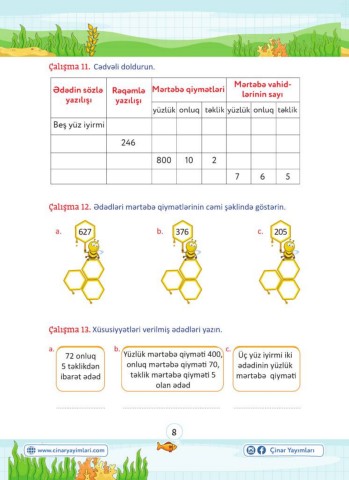 Çalışma 11. Cədvəli doldurun.
Ədədin sözlə yazılışı
Rəqəmlə yazılışı
Mərtəbə qiymətləri
Mərtəbə vahid-
lərinin sayı
yüzlük onluq təklik yüzlük onluq təklik
Beş yüz iyirmi
246
800 10 2
7 6 5
Çalışma 12. Ədədləri mərtəbə qiymətlərinin cəmi şəklində göstərin.
a. 627 b. 376 c. 205
Çalışma 13. Xüsusiyyətləri verilmiş ədədləri yazın.
a.
72 onluq
5 təklikdən
ibarət ədəd
b.
Yüzlük mərtəbə qiyməti 400,
onluq mərtəbə qiyməti 70,
təklik mərtəbə qiyməti 5
olan ədəd
c.
Üç yüz iyirmi iki
ədədinin yüzlük
mərtəbə qiyməti
8
www.cinaryayimlari.com
Çinar Yayımları